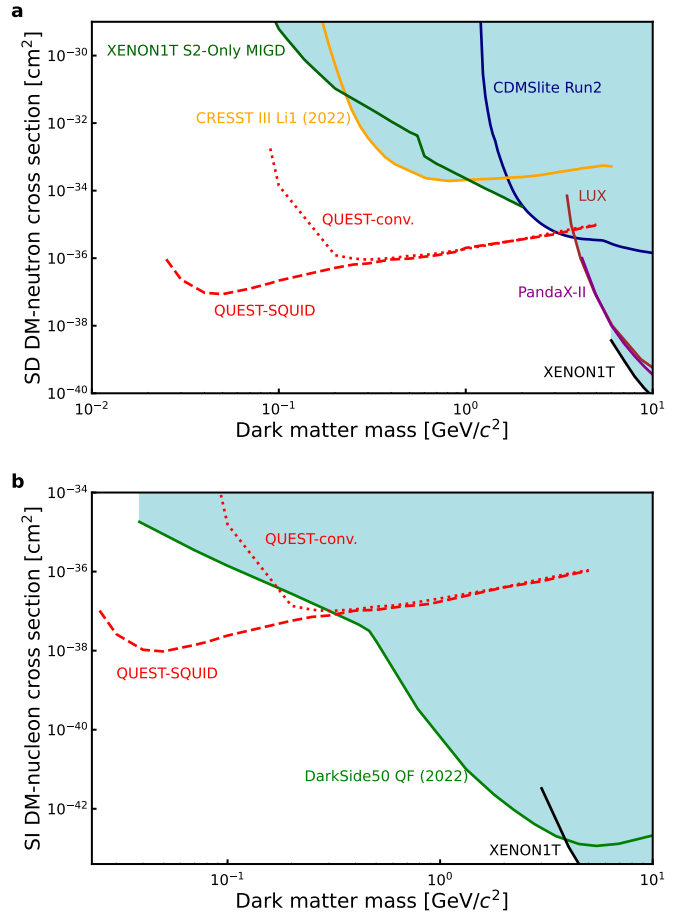 a
SD DM-neutron cross section [cm²]
10⁻³⁰
10⁻³²
10⁻³⁴
10⁻³⁶
10⁻³⁸
10⁻⁴⁰
XENON1T S2-Only MIGD
CDMSlite Run2
CRESST III Li1 (2022)
LUX
QUEST-conv.
PandaX-II
QUEST-SQUID
XENON1T
10⁻² 10⁻¹ 10⁰ 10¹
Dark matter mass [GeV/c²]
b
SI DM-nucleon cross section [cm²]
10⁻³⁴
10⁻³⁶
10⁻³⁸
10⁻⁴⁰
10⁻⁴²
QUEST-conv.
QUEST-SQUID
DarkSide50 QF (2022)
XENON1T
10⁻¹ 10⁰ 10¹
Dark matter mass [GeV/c²]